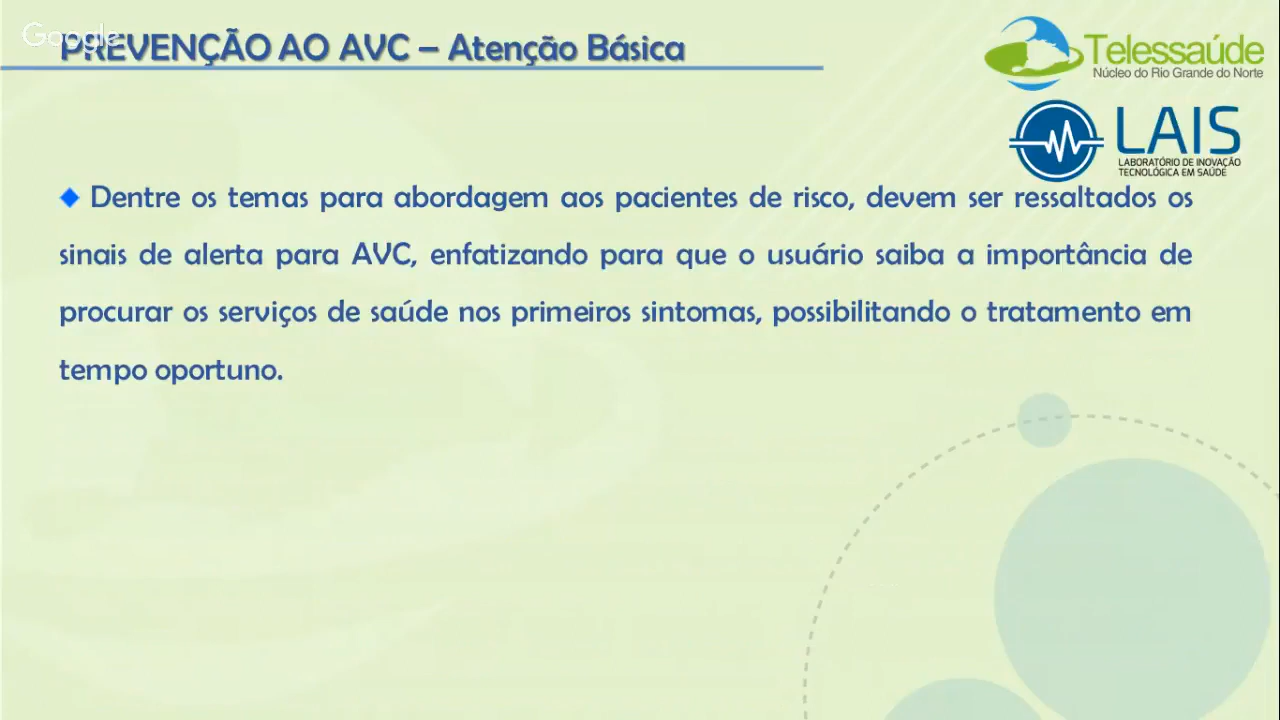 Google
PREVENÇÃO AO AVC – Atenção Básica
Telessaúde
Núcleo do Rio Grande do Norte
LAIS
LABORATÓRIO DE INOVAÇÃO
TECNOLÓGICA EM SAÚDE
Dentre os temas para abordagem aos pacientes de risco, devem ser ressaltados os
sinais de alerta para AVC, enfatizando para que o usuário saiba a importância de
procurar os serviços de saúde nos primeiros sintomas, possibilitando o tratamento em
tempo oportuno.